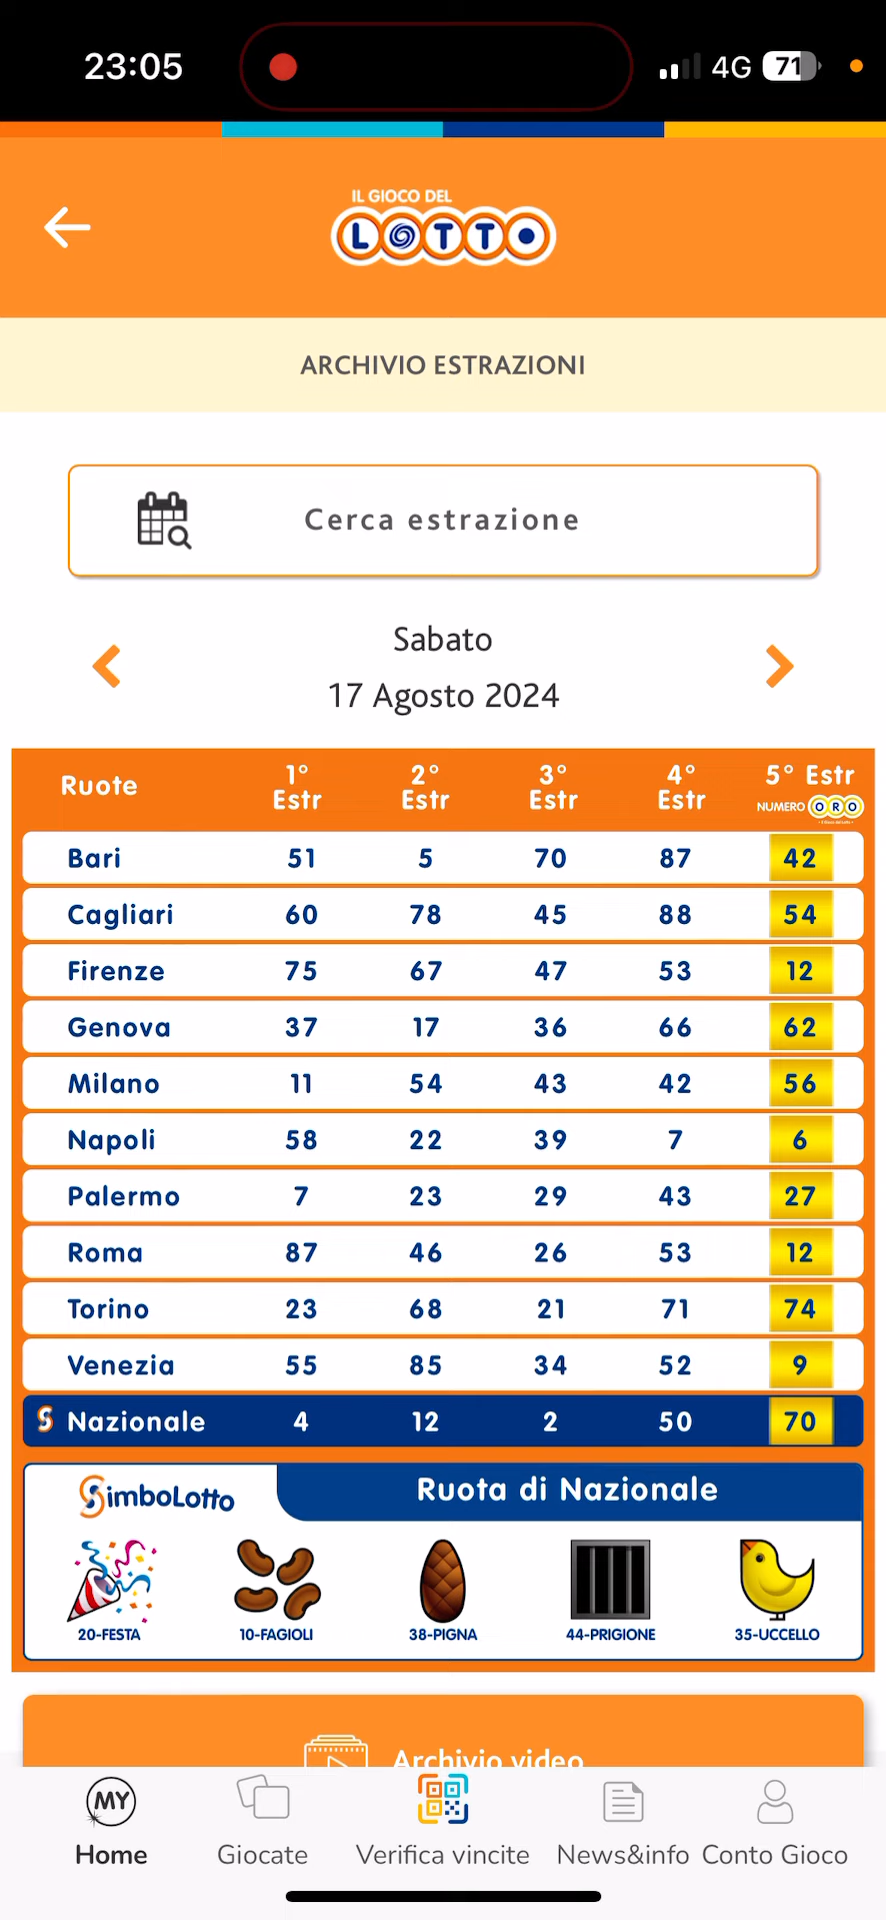 23:05 4G 71
IL GIOCO DEL
LOTTO
ARCHIVIO ESTRAZIONI
Cerca estrazione
Sabato
17 Agosto 2024
Ruote 1° Estr 2° Estr 3° Estr 4° Estr 5° Estr
NUMERO ORO
Bari 51 5 70 87 42
Cagliari 60 78 45 88 54
Firenze 75 67 47 53 12
Genova 37 17 36 66 62
Milano 11 54 43 42 56
Napoli 58 22 39 7 6
Palermo 7 23 29 43 27
Roma 87 46 26 53 12
Torino 23 68 21 71 74
Venezia 55 85 34 52 9
S Nazionale 4 12 2 50 70
SimboLotto Ruota di Nazionale
20-FESTA 10-FAGIOLI 38-PIGNA 44-PRIGIONE 35-UCCELLO
Archivio video
MY
Home Giocate Verifica vincite News&info Conto Gioco